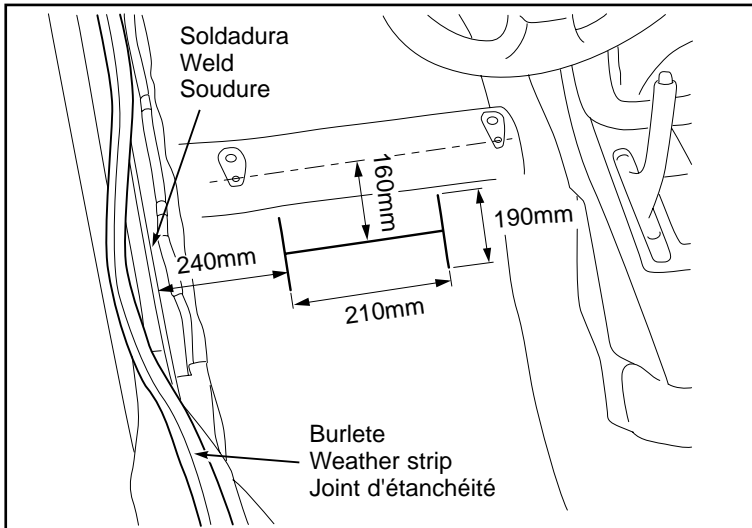 Soldadura
Weld
Soudure
160mm
190mm
240mm
210mm
Burlete
Weather strip
Joint d'étanchéité